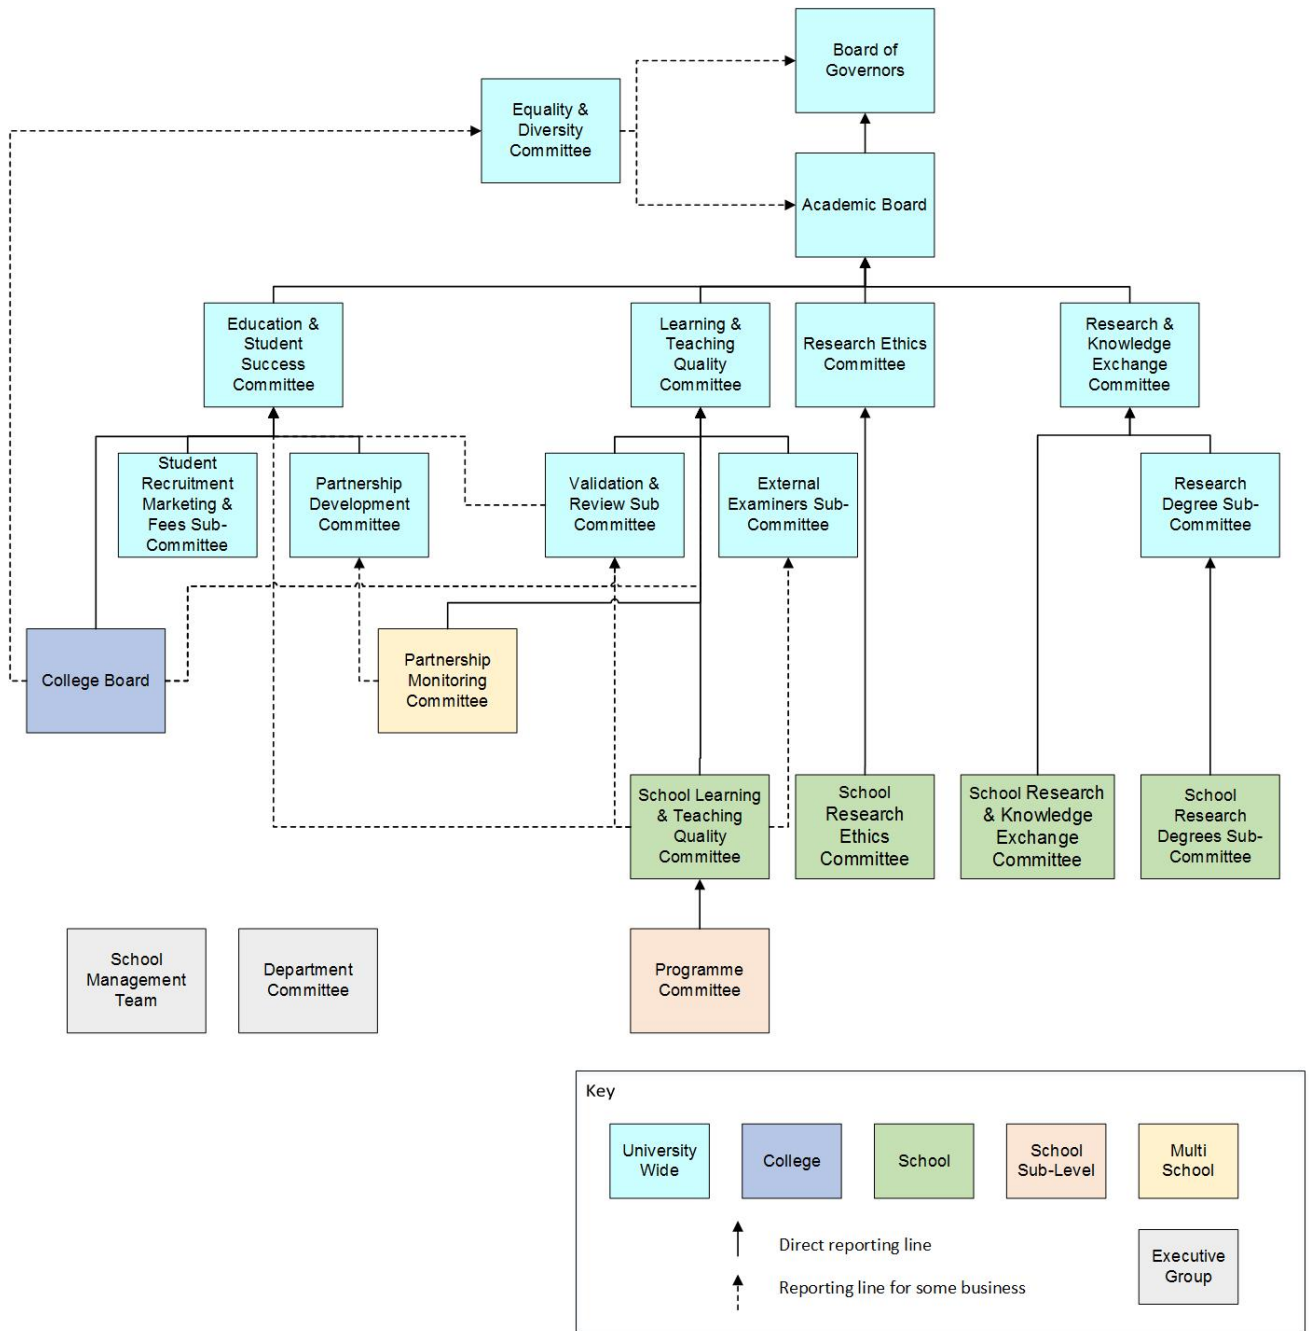 Board of
Governors
Equality &
Diversity
Committee
Academic Board
Education &
Student
Success
Committee
Learning &
Teaching
Quality
Committee
Research Ethics
Committee
Research &
Knowledge
Exchange
Committee
Student
Recruitment
Marketing &
Fees Sub-
Committee
Partnership
Development
Committee
Validation &
Review Sub
Committee
External
Examiners Sub-
Committee
Research
Degree Sub-
Committee
College Board
Partnership
Monitoring
Committee
School Learning
& Teaching
Quality
Committee
School
Research
Ethics
Committee
School Research
& Knowledge
Exchange
Committee
School
Research
Degrees Sub-
Committee
School
Management
Team
Department
Committee
Programme
Committee
Key
University
Wide
College
School
School
Sub-Level
Multi
School
Direct reporting line
Reporting line for some business
Executive
Group